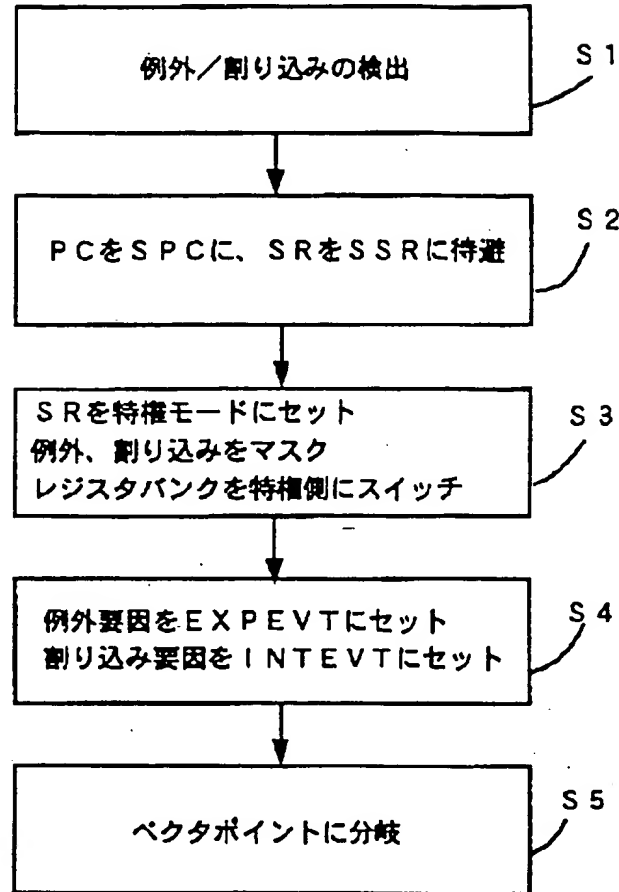 例外/割り込みの検出
S1
PCをSPCに、SRをSSRに待避
S2
SRを特権モードにセット
例外、割り込みをマスク
レジスタバンクを特権側にスイッチ
S3
例外要因をEXPEVTにセット
割り込み要因をINTEVTにセット
S4
ベクタポイントに分岐
S5